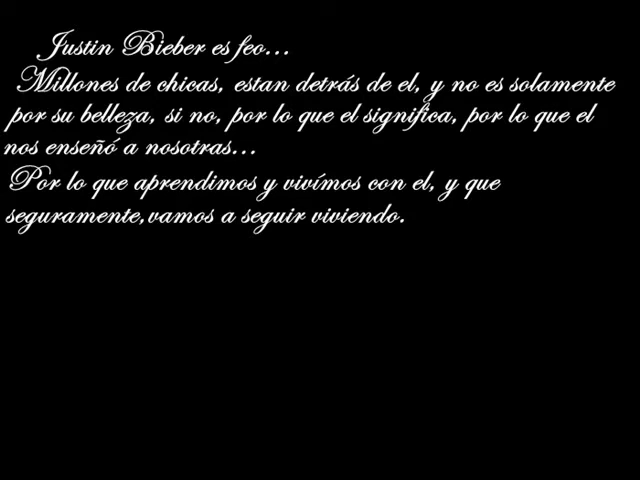 Justin Bieber es feo...
Millones de chicas, estan detrás de el, y no es solamente
por su belleza, si no, por lo que el significa, por lo que el
nos enseñó a nosotras...
Por lo que aprendimos y vivímos con el, y que
seguramente,vamos a seguir viviendo.